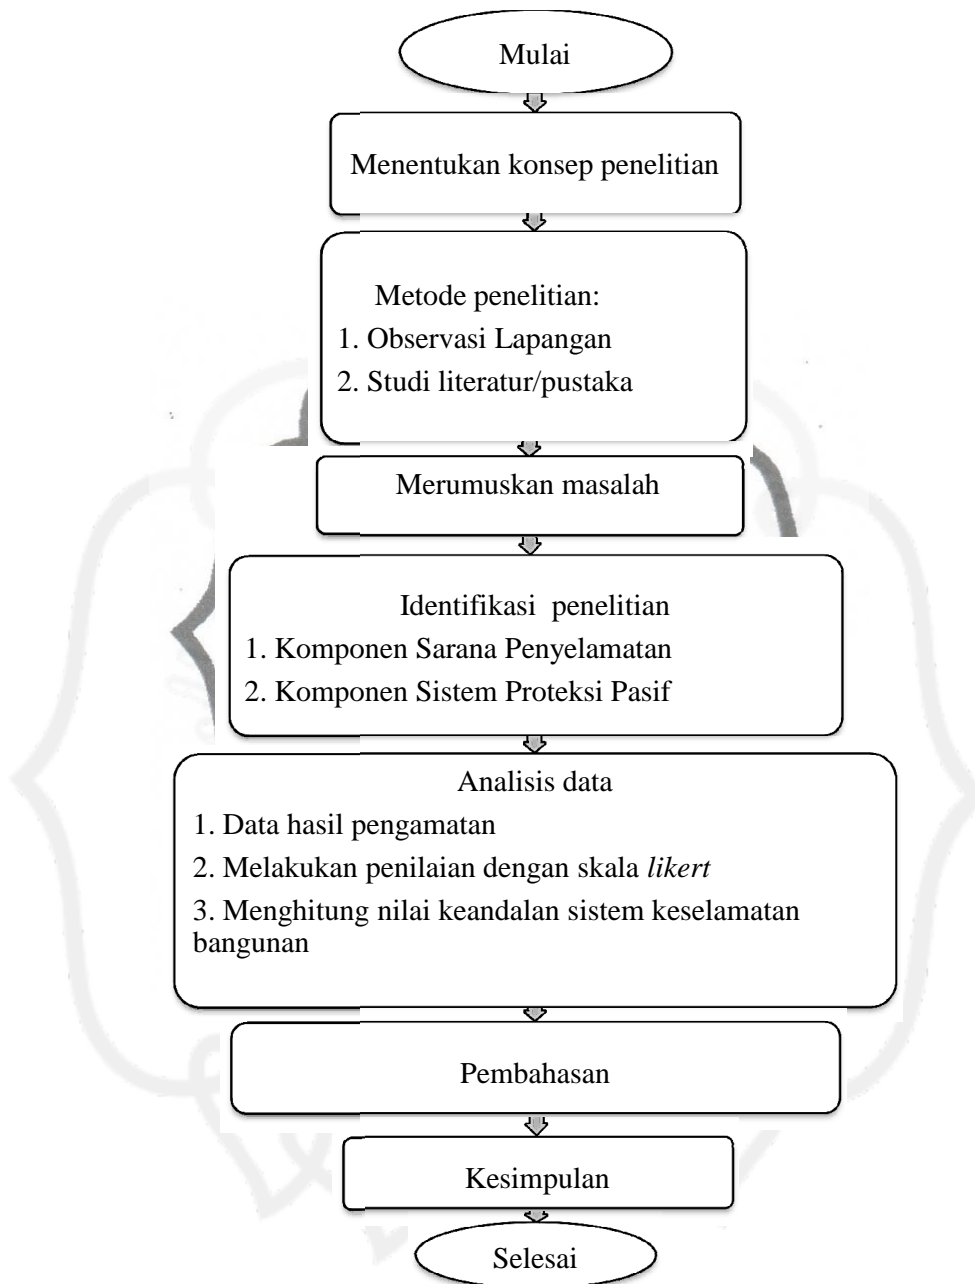 Mulai
Menentukan konsep penelitian
Metode penelitian:
1. Observasi Lapangan
2. Studi literatur/pustaka
Merumuskan masalah
Identifikasi penelitian
1. Komponen Sarana Penyelamatan
2. Komponen Sistem Proteksi Pasif
Analisis data
1. Data hasil pengamatan
2. Melakukan penilaian dengan skala likert
3. Menghitung nilai keandalan sistem keselamatan
bangunan
Pembahasan
Kesimpulan
Selesai